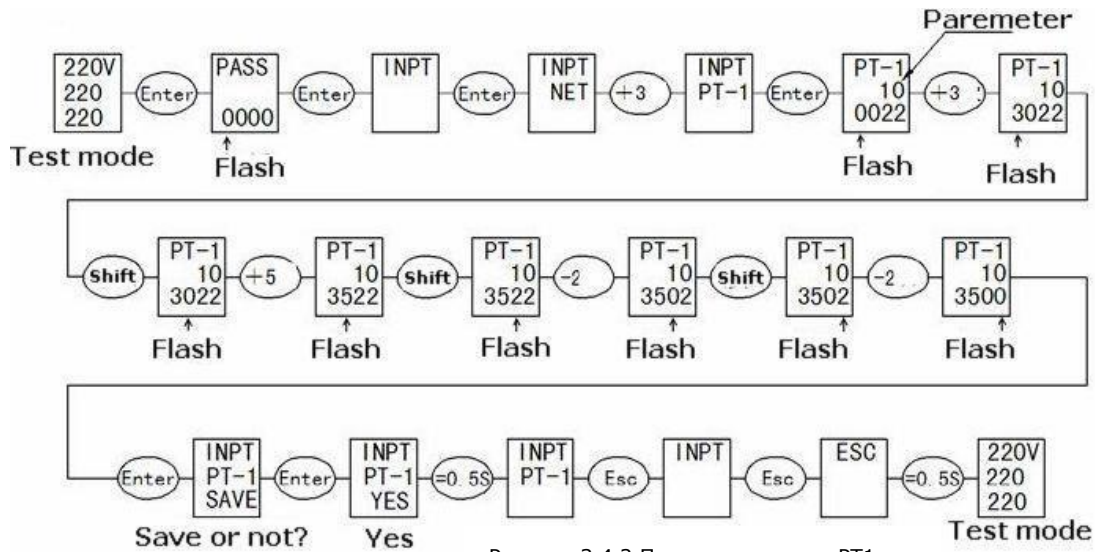 Paremeter
220V
220
220
Test mode
Enter
PASS
0000
Flash
Enter
INPT
Enter
INPT
NET
+3
INPT
PT-1
Enter
PT-1
10
0022
Flash
+3
PT-1
10
3022
Flash
Shift
PT-1
10
3022
Flash
+5
PT-1
10
3522
Flash
Shift
PT-1
10
3522
Flash
-2
PT-1
10
3502
Flash
Shift
PT-1
10
3502
Flash
-2
PT-1
10
3500
Flash
Enter
INPT
PT-1
SAVE
Save or not?
Enter
INPT
PT-1
YES
Yes
=0.5S
INPT
PT-1
Esc
INPT
Esc
ESC
=0.5S
220V
220
220
Test mode
PT1